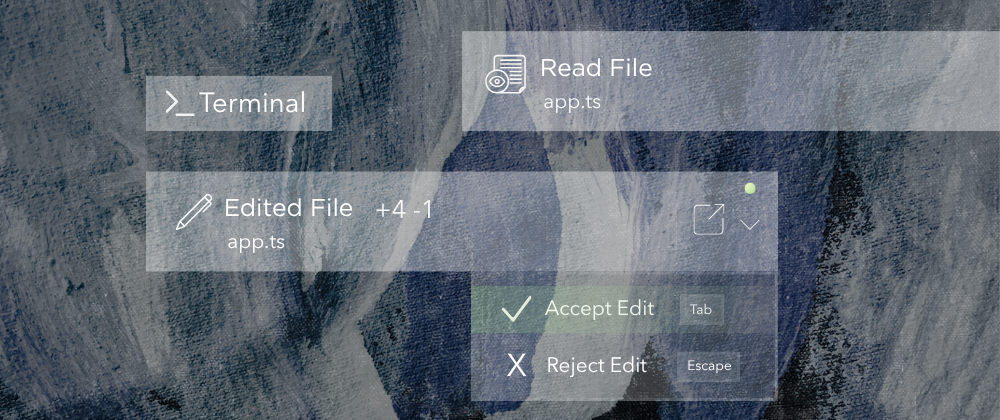 Read File
app.ts
>_Terminal
Edited File +4 -1
app.ts
Accept Edit Tab
X Reject Edit Escape